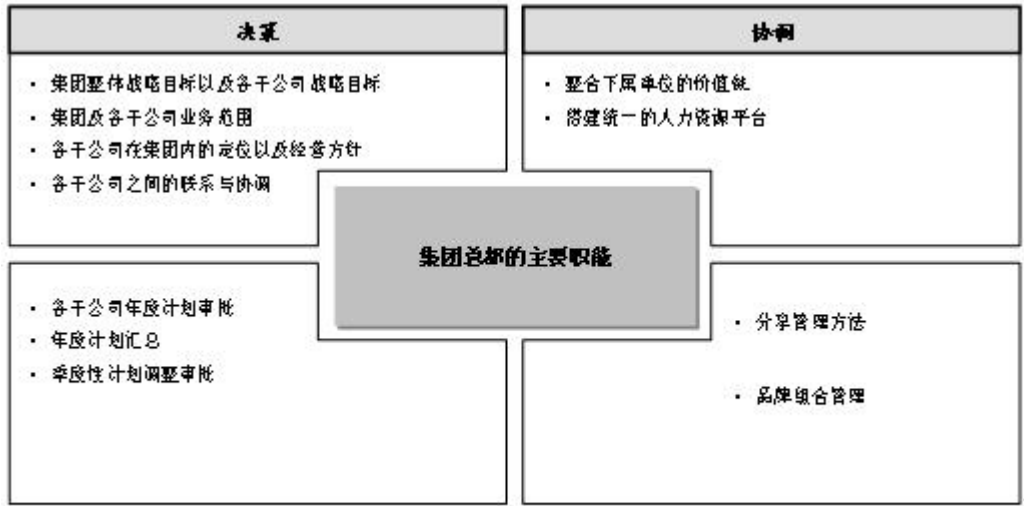 决策
协调
· 集团整体战略目标以及各子公司战略目标
· 集团及各子公司业务范围
· 各子公司在集团内的定位以及经营方针
· 各子公司之间的联系与协调
· 整合下属单位的价值链
· 搭建统一的人力资源平台
集团总部的主要职能
· 各子公司年度计划审批
· 年度计划汇总
· 季度性计划调整审批
· 分享管理方法
· 品牌组合管理